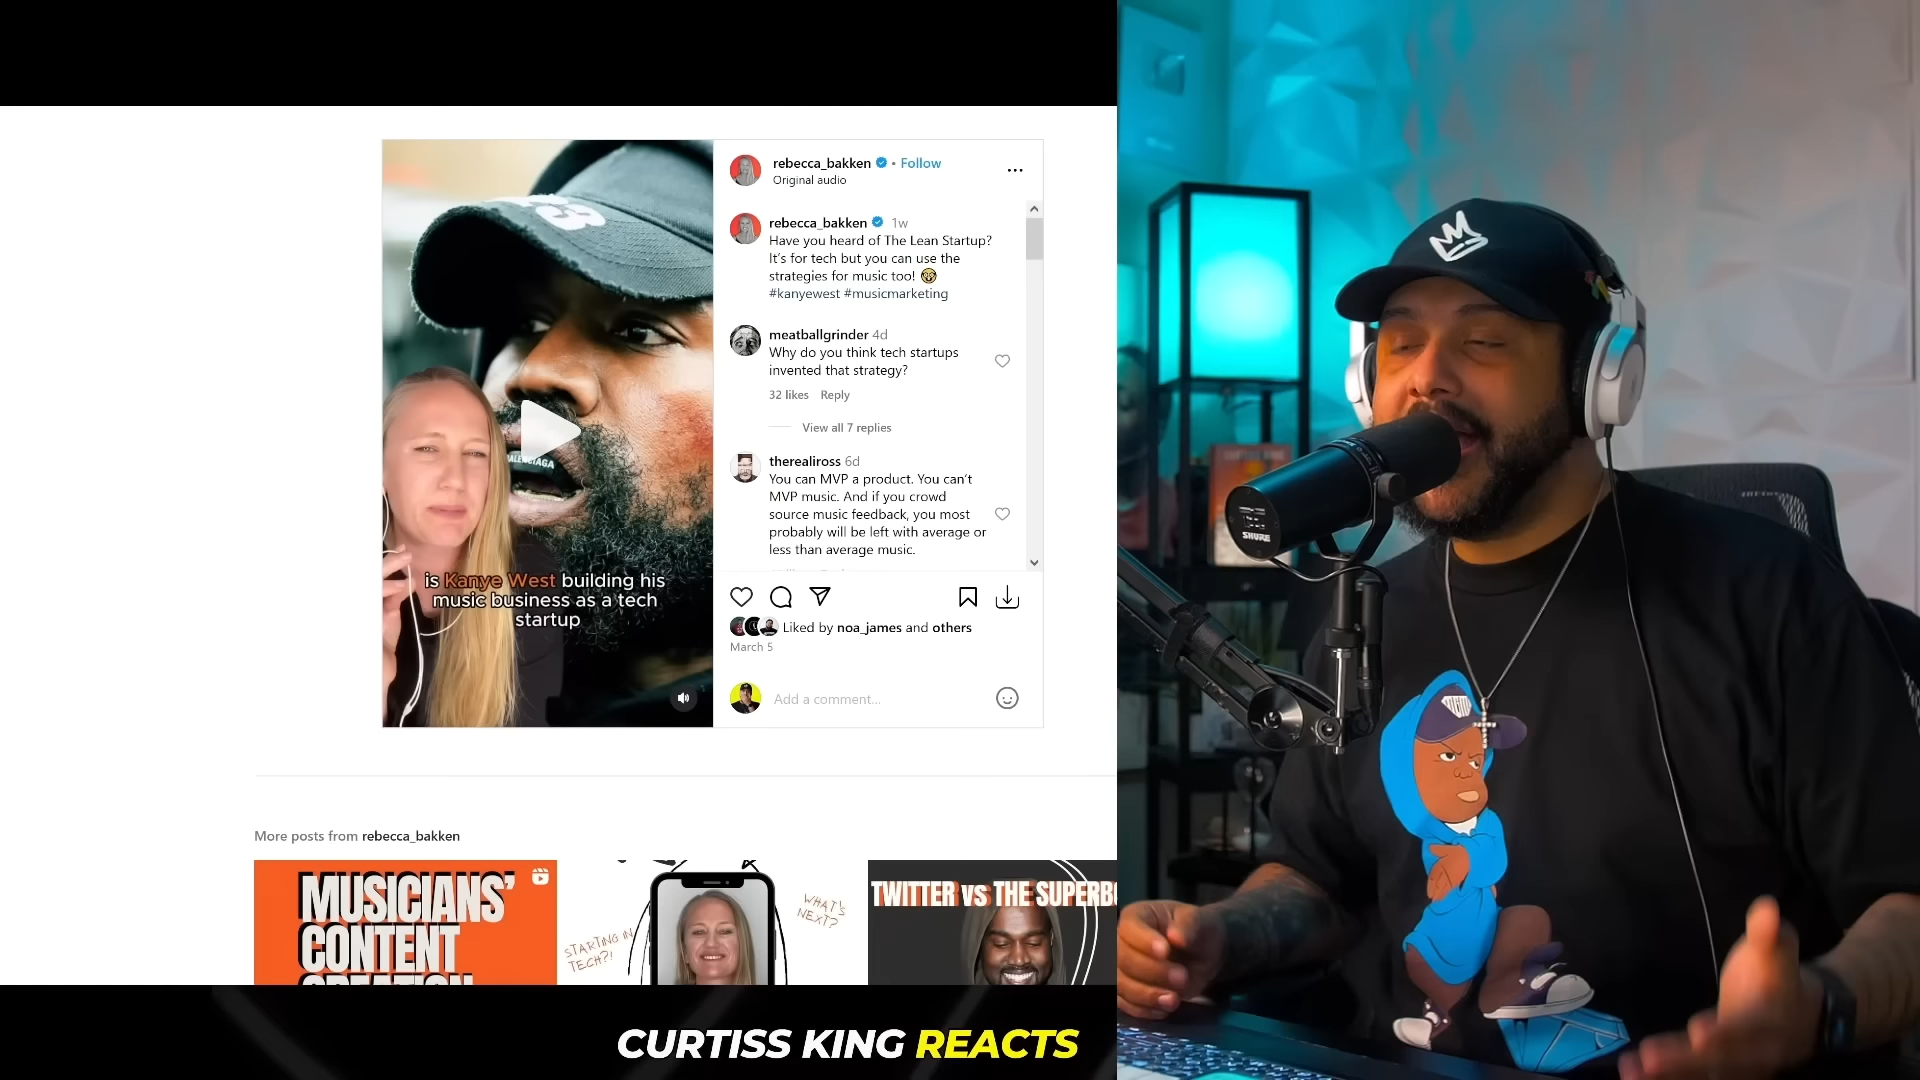 rebecca_bakken • Follow
Original audio
rebecca_bakken 1w
Have you heard of The Lean Startup?
It's for tech but you can use the
strategies for music too! 🤓
#kanyewest #musicmarketing
meatballgrinder 4d
Why do you think tech startups
invented that strategy?
32 likes Reply
View all 7 replies
therealiross 6d
You can MVP a product. You can't
MVP music. And if you crowd
source music feedback, you most
probably will be left with average or
less than average music.
BALENCIAGA
is Kanye West building his
music business as a tech
startup
Liked by noa_james and others
March 5
Add a comment...
More posts from rebecca_bakken
MUSICIANS'
CONTENT
CREATION
STARTING IN
TECH?!
WHAT'S
NEXT?
TWITTER vs THE SUPERB
SHURE
CURTISS KING REACTS